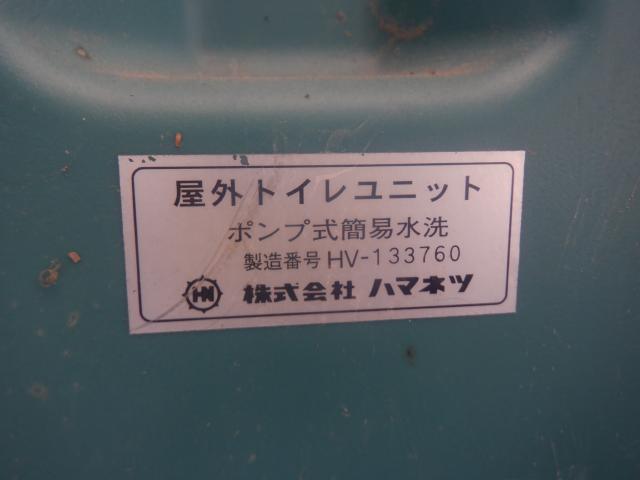 屋外トイレユニット
ポンプ式簡易水洗
製造番号 HV-133760
HN 株式会社 ハマネツ